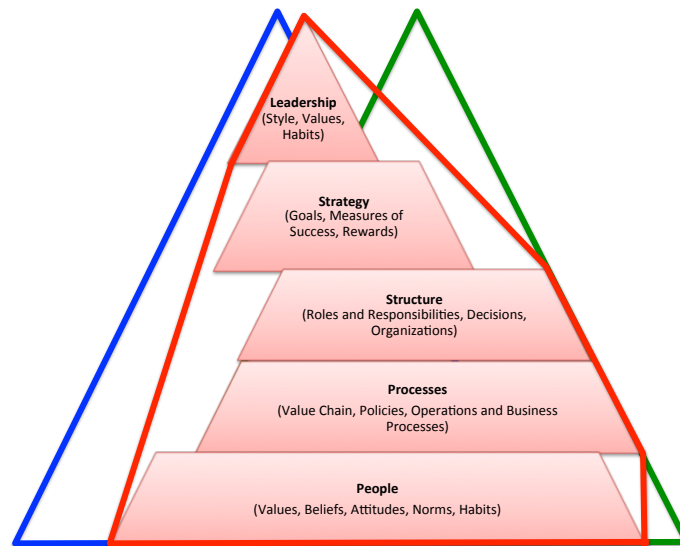 Leadership
(Style, Values,
Habits)
Strategy
(Goals, Measures of
Success, Rewards)
Structure
(Roles and Responsibilities, Decisions,
Organizations)
Processes
(Value Chain, Policies, Operations and Business
Processes)
People
(Values, Beliefs, Attitudes, Norms, Habits)